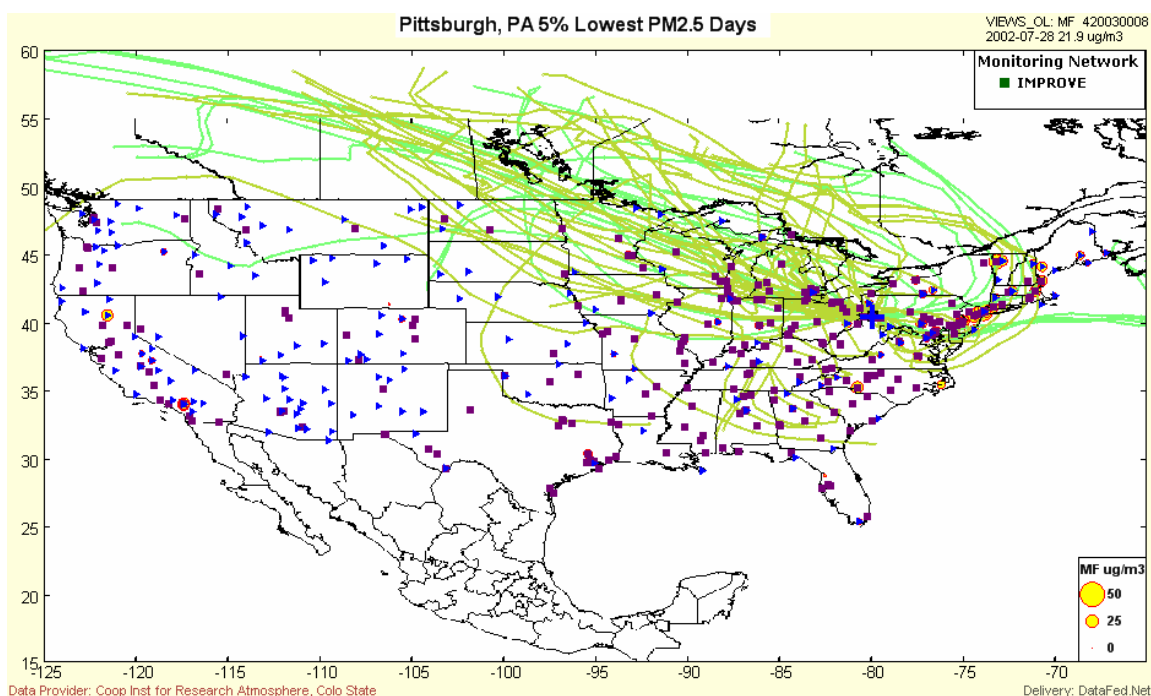 Pittsburgh, PA 5% Lowest PM2.5 Days
VIEWS_OL: MF 420030008
2002-07-28 21.9 ug/m3
Monitoring Network
IMPROVE
60
55
50
45
40
35
30
25
20
15
MF ug/m3
50
25
0
-125 -120 -115 -110 -105 -100 -95 -90 -85 -80 -75 -70
Data Provider: Coop Inst for Research Atmosphere, Colo State
Delivery: DataFed.Net